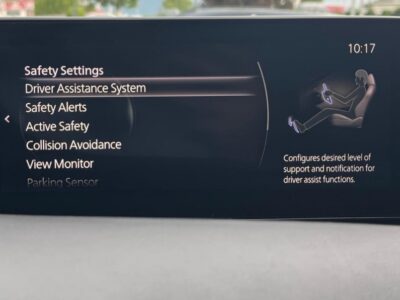 10:17
Safety Settings
Driver Assistance System
Safety Alerts
Active Safety
Collision Avoidance
View Monitor
Parking Sensor
Configures desired level of
support and notification for
driver assist functions.